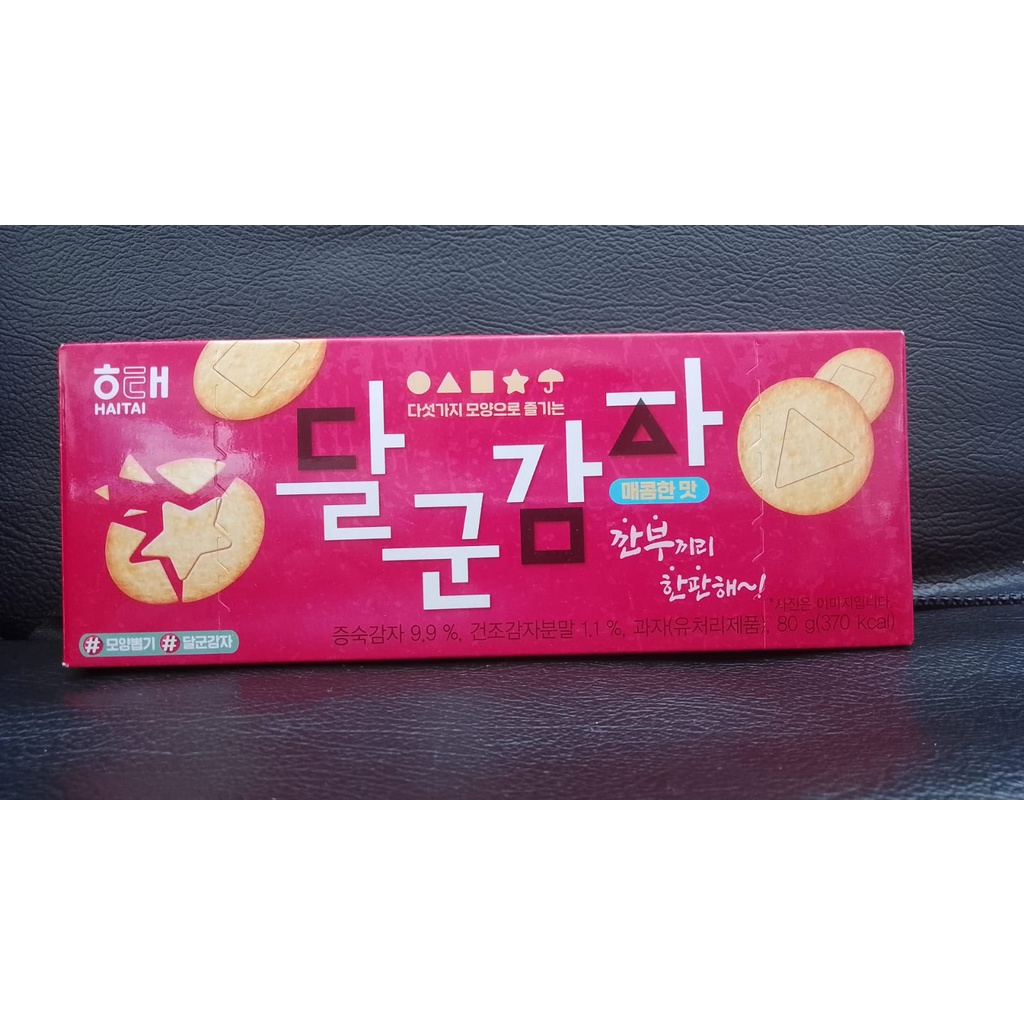 해태
HAITAI
다섯가지 모양으로 즐기는
달군감자
매콤한 맛
깐부끼리
한판해~!
*사진은 이미지입니다.
증숙감자 9.9 %, 건조감자분말 1.1 %, 과자(유처리제품), 80 g(370 kcal)
# 모양뽑기 # 달군감자